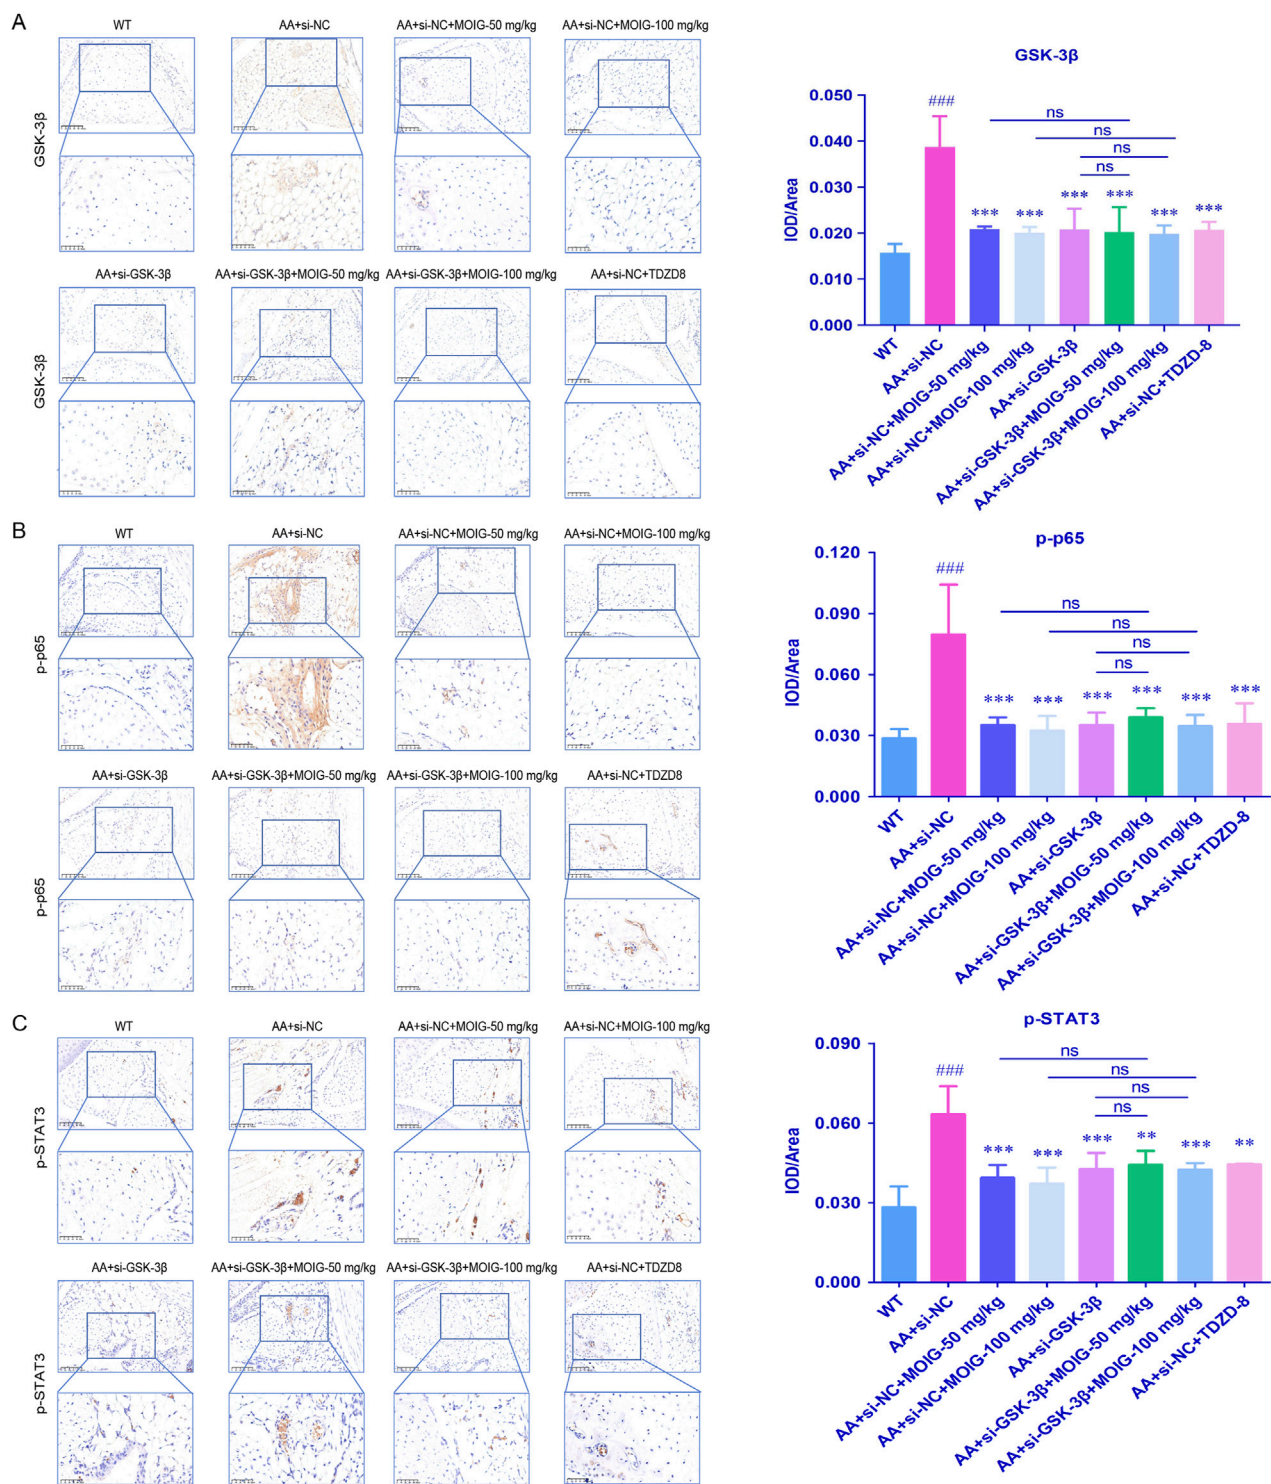 A
WT
AA+si-NC
AA+si-NC+MOIG-50 mg/kg
AA+si-NC+MOIG-100 mg/kg
GSK-3β
AA+si-GSK-3β
AA+si-GSK-3β+MOIG-50 mg/kg
AA+si-GSK-3β+MOIG-100 mg/kg
AA+si-NC+TDZD8
GSK-3β
GSK-3β
IOD/Area
0.050
0.040
0.030
0.020
0.010
0.000
###
***
***
***
***
***
***
ns
ns
ns
ns
WT
AA+si-NC
AA+si-NC+MOIG-50 mg/kg
AA+si-NC+MOIG-100 mg/kg
AA+si-GSK-3β
AA+si-GSK-3β+MOIG-50 mg/kg
AA+si-GSK-3β+MOIG-100 mg/kg
AA+si-NC+TDZD-8
B
WT
AA+si-NC
AA+si-NC+MOIG-50 mg/kg
AA+si-NC+MOIG-100 mg/kg
p-p65
AA+si-GSK-3β
AA+si-GSK-3β+MOIG-50 mg/kg
AA+si-GSK-3β+MOIG-100 mg/kg
AA+si-NC+TDZD8
p-p65
p-p65
IOD/Area
0.120
0.090
0.060
0.030
0.000
###
***
***
***
***
***
***
ns
ns
ns
ns
WT
AA+si-NC
AA+si-NC+MOIG-50 mg/kg
AA+si-NC+MOIG-100 mg/kg
AA+si-GSK-3β
AA+si-GSK-3β+MOIG-50 mg/kg
AA+si-GSK-3β+MOIG-100 mg/kg
AA+si-NC+TDZD-8
C
WT
AA+si-NC
AA+si-NC+MOIG-50 mg/kg
AA+si-NC+MOIG-100 mg/kg
p-STAT3
AA+si-GSK-3β
AA+si-GSK-3β+MOIG-50 mg/kg
AA+si-GSK-3β+MOIG-100 mg/kg
AA+si-NC+TDZD8
p-STAT3
p-STAT3
IOD/Area
0.090
0.060
0.030
0.000
###
***
***
***
**
***
**
ns
ns
ns
ns
WT
AA+si-NC
AA+si-NC+MOIG-50 mg/kg
AA+si-NC+MOIG-100 mg/kg
AA+si-GSK-3β
AA+si-GSK-3β+MOIG-50 mg/kg
AA+si-GSK-3β+MOIG-100 mg/kg
AA+si-NC+TDZD-8